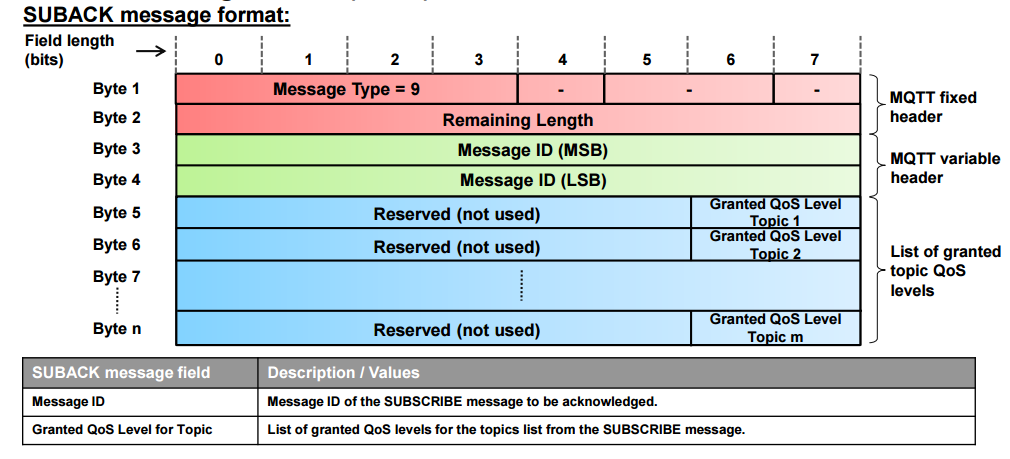 SUBACK message format:
Field length
(bits)
0 1 2 3 4 5 6 7
Byte 1 Message Type = 9 - - -
MQTT fixed
header
Byte 2 Remaining Length
Byte 3 Message ID (MSB)
MQTT variable
header
Byte 4 Message ID (LSB)
Byte 5 Reserved (not used) Granted QoS Level
Topic 1
Byte 6 Reserved (not used) Granted QoS Level
Topic 2
List of granted
topic QoS
levels
Byte 7
Byte n Reserved (not used) Granted QoS Level
Topic m
SUBACK message field Description / Values
Message ID Message ID of the SUBSCRIBE message to be acknowledged.
Granted QoS Level for Topic List of granted QoS levels for the topics list from the SUBSCRIBE message.